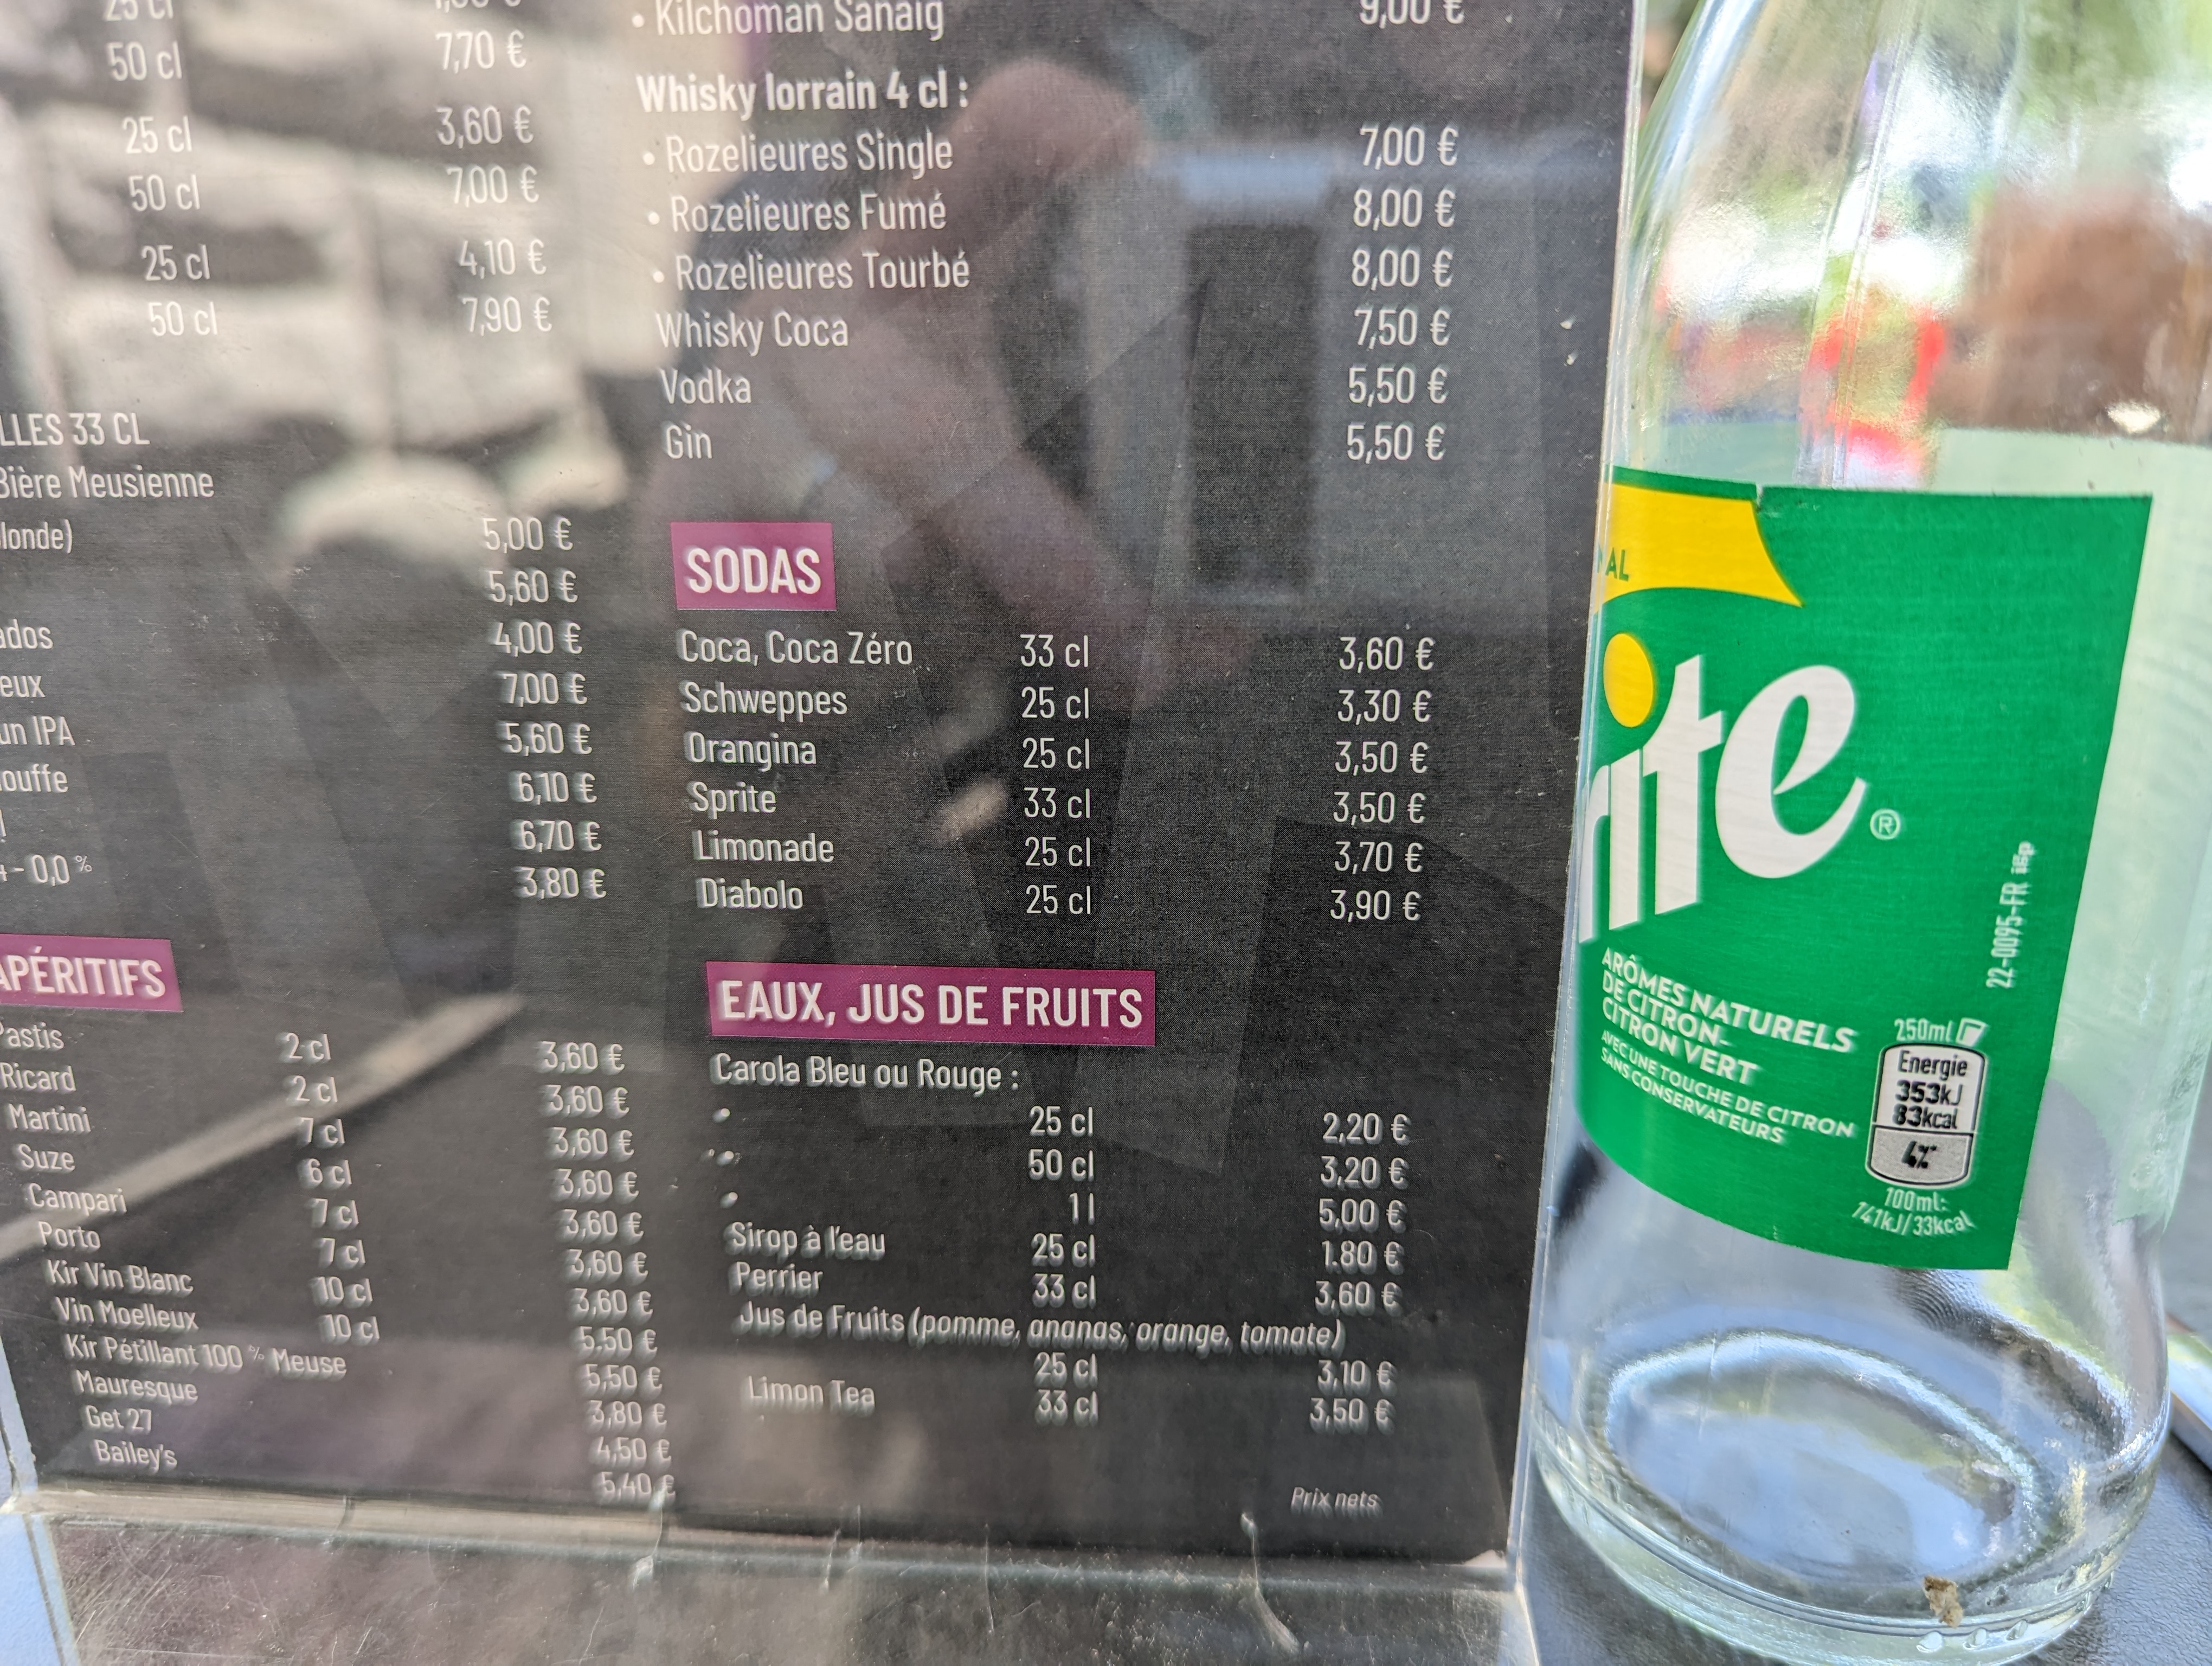 25 cl
50 cl 7,70 €
25 cl 3,60 €
50 cl 7,00 €
25 cl 4,10 €
50 cl 7,90 €
LLES 33 CL
Bière Meusienne
londe) 5,00 €
5,60 €
ados 4,00 €
eux 7,00 €
un IPA 5,60 €
ouffe 6,10 €
6,70 €
- 0,0 % 3,80 €
APÉRITIFS
Pastis 2 cl 3,60 €
Ricard 2 cl 3,60 €
Martini 7 cl 3,60 €
Suze 6 cl 3,60 €
Campari 7 cl 3,60 €
Porto 7 cl 3,60 €
Kir Vin Blanc 10 cl 3,60 €
Vin Moelleux 10 cl 5.50 €
Kir Pétillant 100 % Meuse 5,50 €
Mauresque 3,80 €
Get 27 4,50 €
Bailey's 5,40 €
• Kilchoman Sanaig 9,00 €
Whisky lorrain 4 cl :
• Rozelieures Single 7,00 €
• Rozelieures Fumé 8,00 €
• Rozelieures Tourbé 8,00 €
Whisky Coca 7,50 €
Vodka 5,50 €
Gin 5,50 €
SODAS
Coca, Coca Zéro 33 cl 3,60 €
Schweppes 25 cl 3,30 €
Orangina 25 cl 3,50 €
Sprite 33 cl 3,50 €
Limonade 25 cl 3,70 €
Diabolo 25 cl 3,90 €
EAUX, JUS DE FRUITS
Carola Bleu ou Rouge :
• 25 cl 2,20 €
• 50 cl 3,20 €
• 1 l 5,00 €
Sirop à l'eau 25 cl 1.80 €
Perrier 33 cl 3,60 €
Jus de Fruits (pomme, ananas, orange, tomate)
25 cl 3,10 €
Limon Tea 33 cl 3,50 €
Prix nets
AL
rite®
ARÔMES NATURELS
DE CITRON-
CITRON VERT
AVEC UNE TOUCHE DE CITRON
SANS CONSERVATEURS
22-0095-FR
250ml
Energie
353kJ
83kcal
4%*
100ml:
141kJ/33kcal